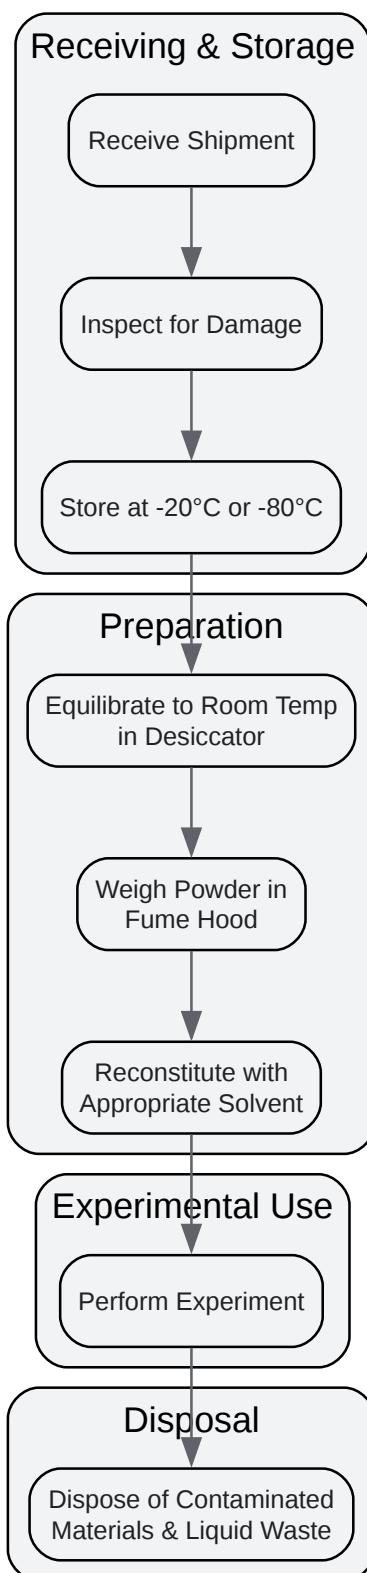 Receiving & Storage
Receive Shipment
Inspect for Damage
Store at -20°C or -80°C
Preparation
Equilibrate to Room Temp
in Desiccator
Weigh Powder in
Fume Hood
Reconstitute with
Appropriate Solvent
Experimental Use
Perform Experiment
Disposal
Dispose of Contaminated
Materials & Liquid Waste